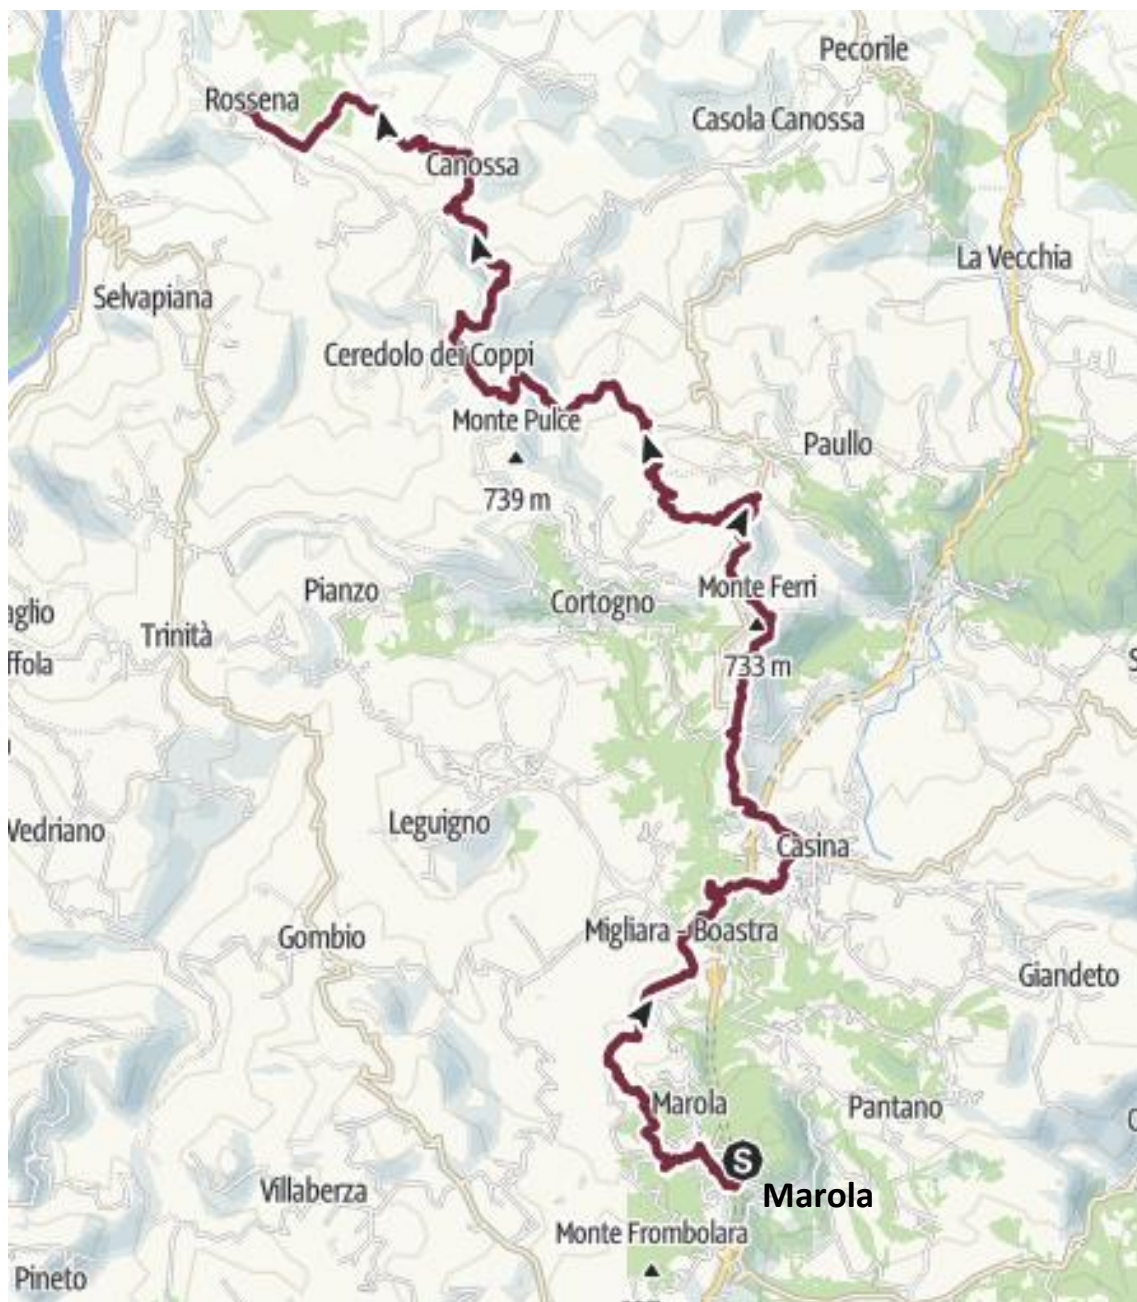 Pecorile
Rossena
Casola Canossa
Canossa
La Vecchia
Selvapiana
Ceredolo dei Coppi
Monte Pulce
Paullo
739 m
Pianzo
Monte Ferri
Cortogno
aglio
Trinità
ffola
733 m
Leguigno
Vedriano
Casina
Migliara - Boastra
Gombio
Giandeto
Marola
Pantano
S
Marola
Villaberza
Monte Frombolara
Pineto